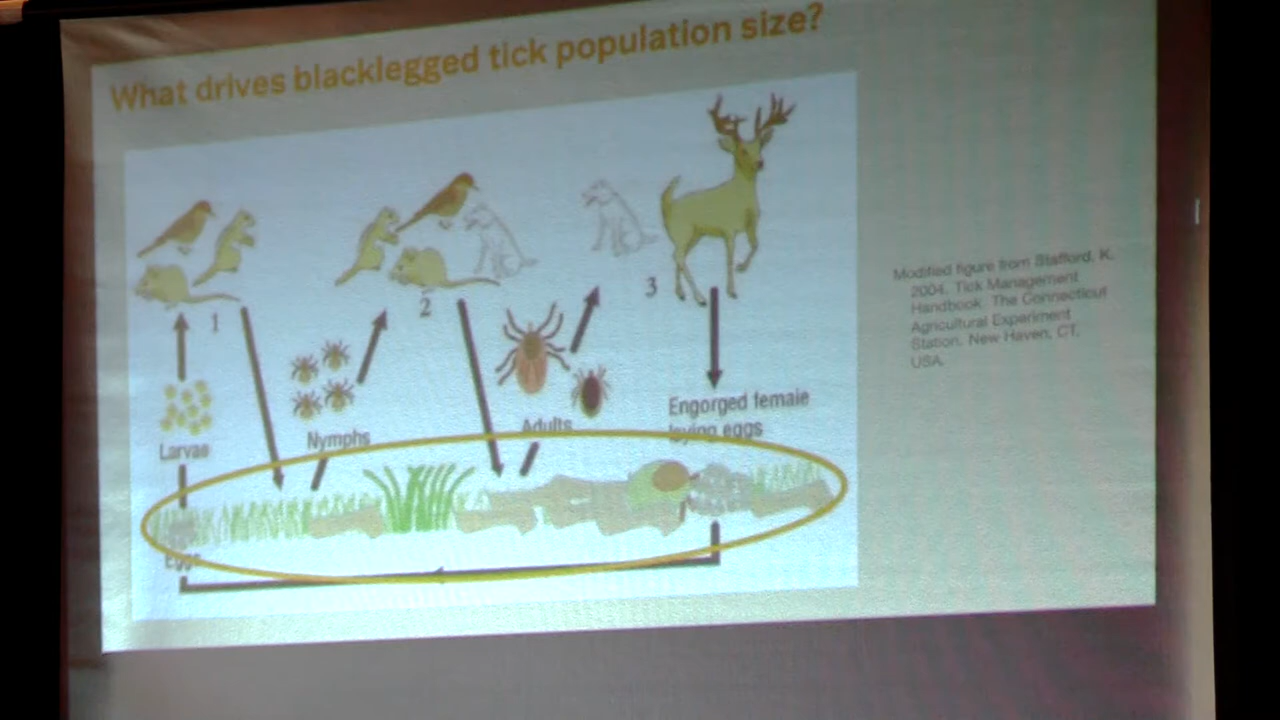 What drives blacklegged tick population size?
1
2
3
Larvae
Nymphs
Adults
Engorged female
laying eggs
Eggs
Modified figure from Stafford, K.
2004. Tick Management
Handbook. The Connecticut
Agricultural Experiment
Station. New Haven, CT,
USA.